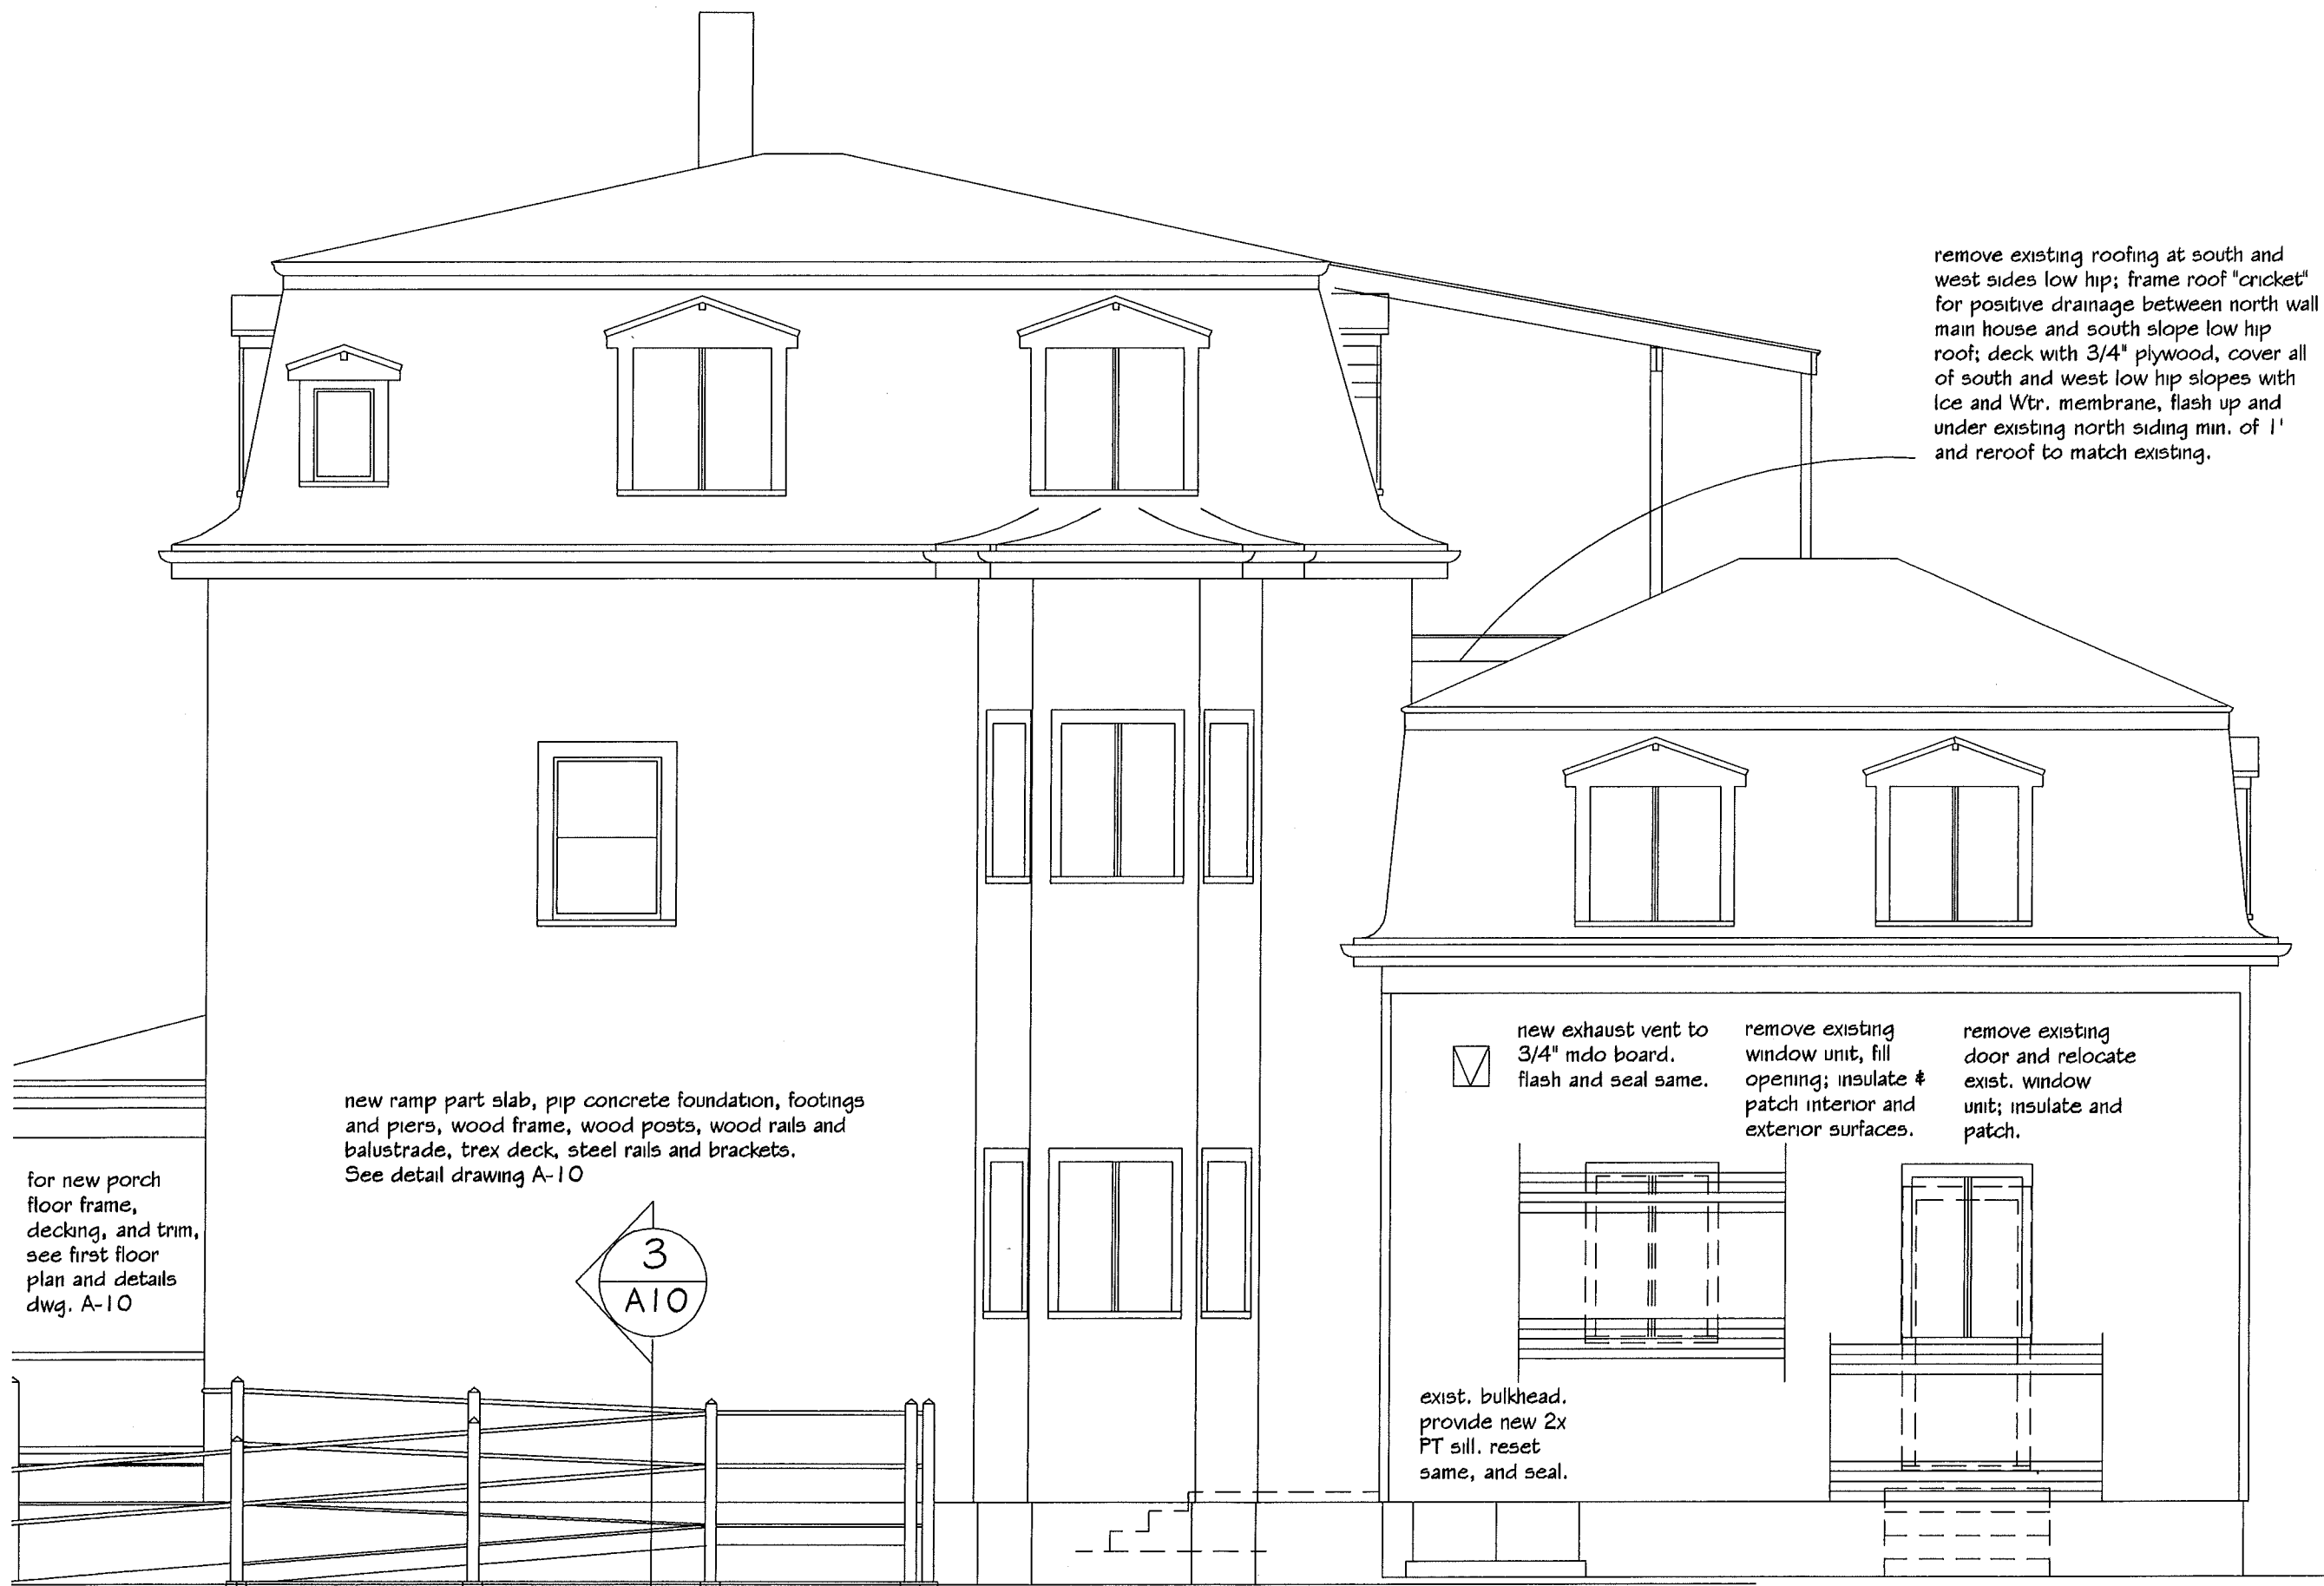 remove existing roofing at south and
west sides low hip; frame roof "cricket"
for positive drainage between north wall
main house and south slope low hip
roof; deck with 3/4" plywood, cover all
of south and west low hip slopes with
Ice and Wtr. membrane, flash up and
under existing north siding min. of 1'
and reroof to match existing.
new exhaust vent to
3/4" mdo board.
flash and seal same.
remove existing
window unit, fill
opening; insulate &
patch interior and
exterior surfaces.
remove existing
door and relocate
exist. window
unit; insulate and
patch.
new ramp part slab, pip concrete foundation, footings
and piers, wood frame, wood posts, wood rails and
balustrade, trex deck, steel rails and brackets.
See detail drawing A-10
for new porch
floor frame,
decking, and trim,
see first floor
plan and details
dwg. A-10
3
A10
exist. bulkhead.
provide new 2x
PT sill. reset
same, and seal.